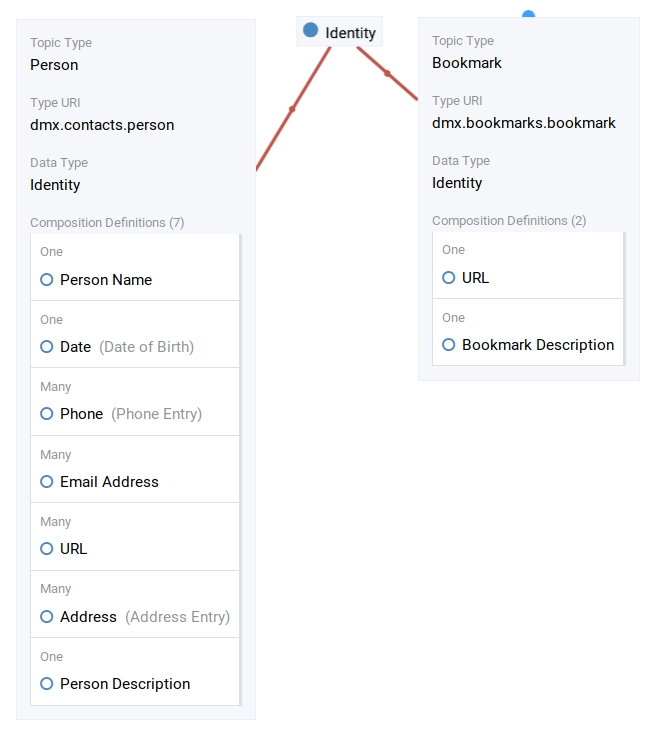 Identity
Topic Type
Person
Type URI
dmx.contacts.person
Data Type
Identity
Composition Definitions (7)
One
Person Name
One
Date (Date of Birth)
Many
Phone (Phone Entry)
Many
Email Address
Many
URL
Many
Address (Address Entry)
One
Person Description
Topic Type
Bookmark
Type URI
dmx.bookmarks.bookmark
Data Type
Identity
Composition Definitions (2)
One
URL
One
Bookmark Description